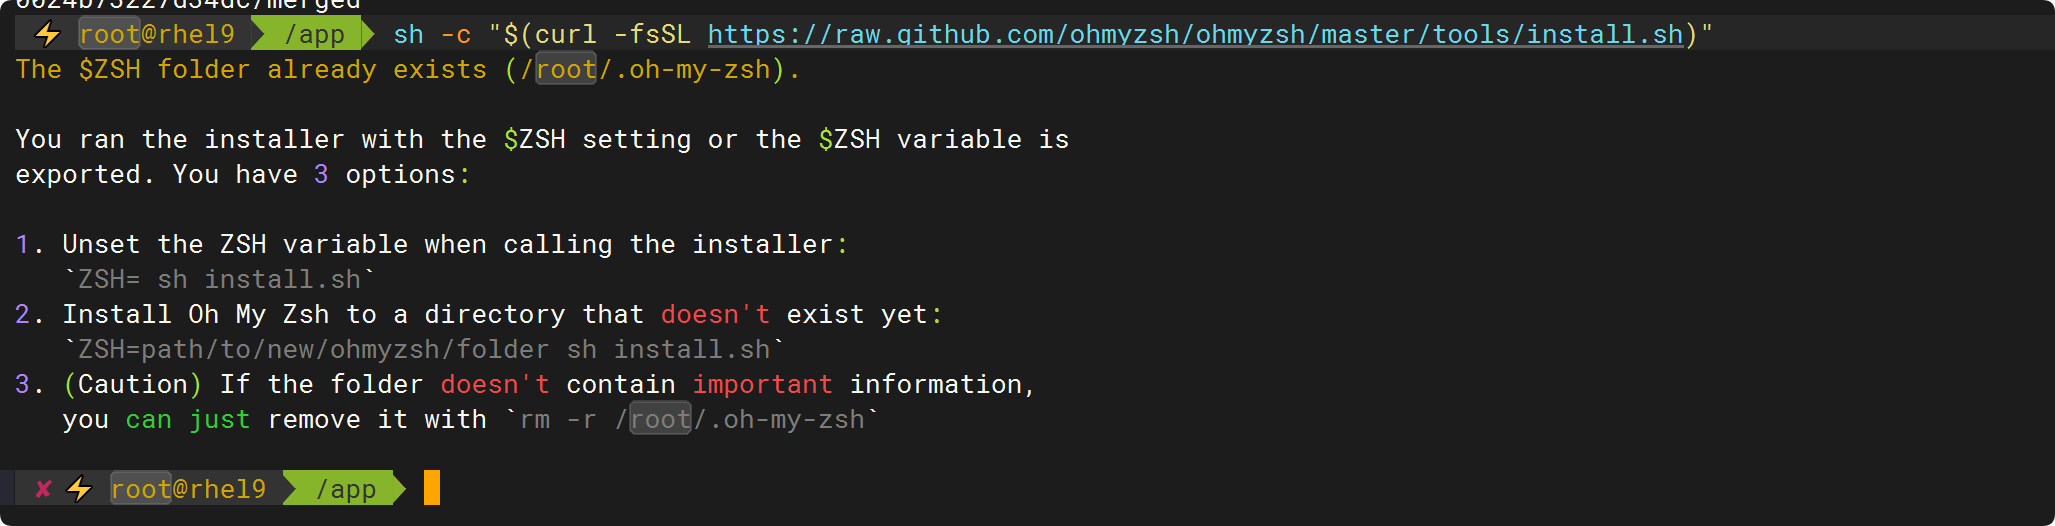 0024b75227d54dc/merged
⚡ root@rhel9 /app sh -c "$(curl -fsSL https://raw.github.com/ohmyzsh/ohmyzsh/master/tools/install.sh)"
The $ZSH folder already exists (/root/.oh-my-zsh).
You ran the installer with the $ZSH setting or the $ZSH variable is
exported. You have 3 options:
1. Unset the ZSH variable when calling the installer:
`ZSH= sh install.sh`
2. Install Oh My Zsh to a directory that doesn't exist yet:
`ZSH=path/to/new/ohmyzsh/folder sh install.sh`
3. (Caution) If the folder doesn't contain important information,
you can just remove it with `rm -r /root/.oh-my-zsh`
✘ ⚡ root@rhel9 /app